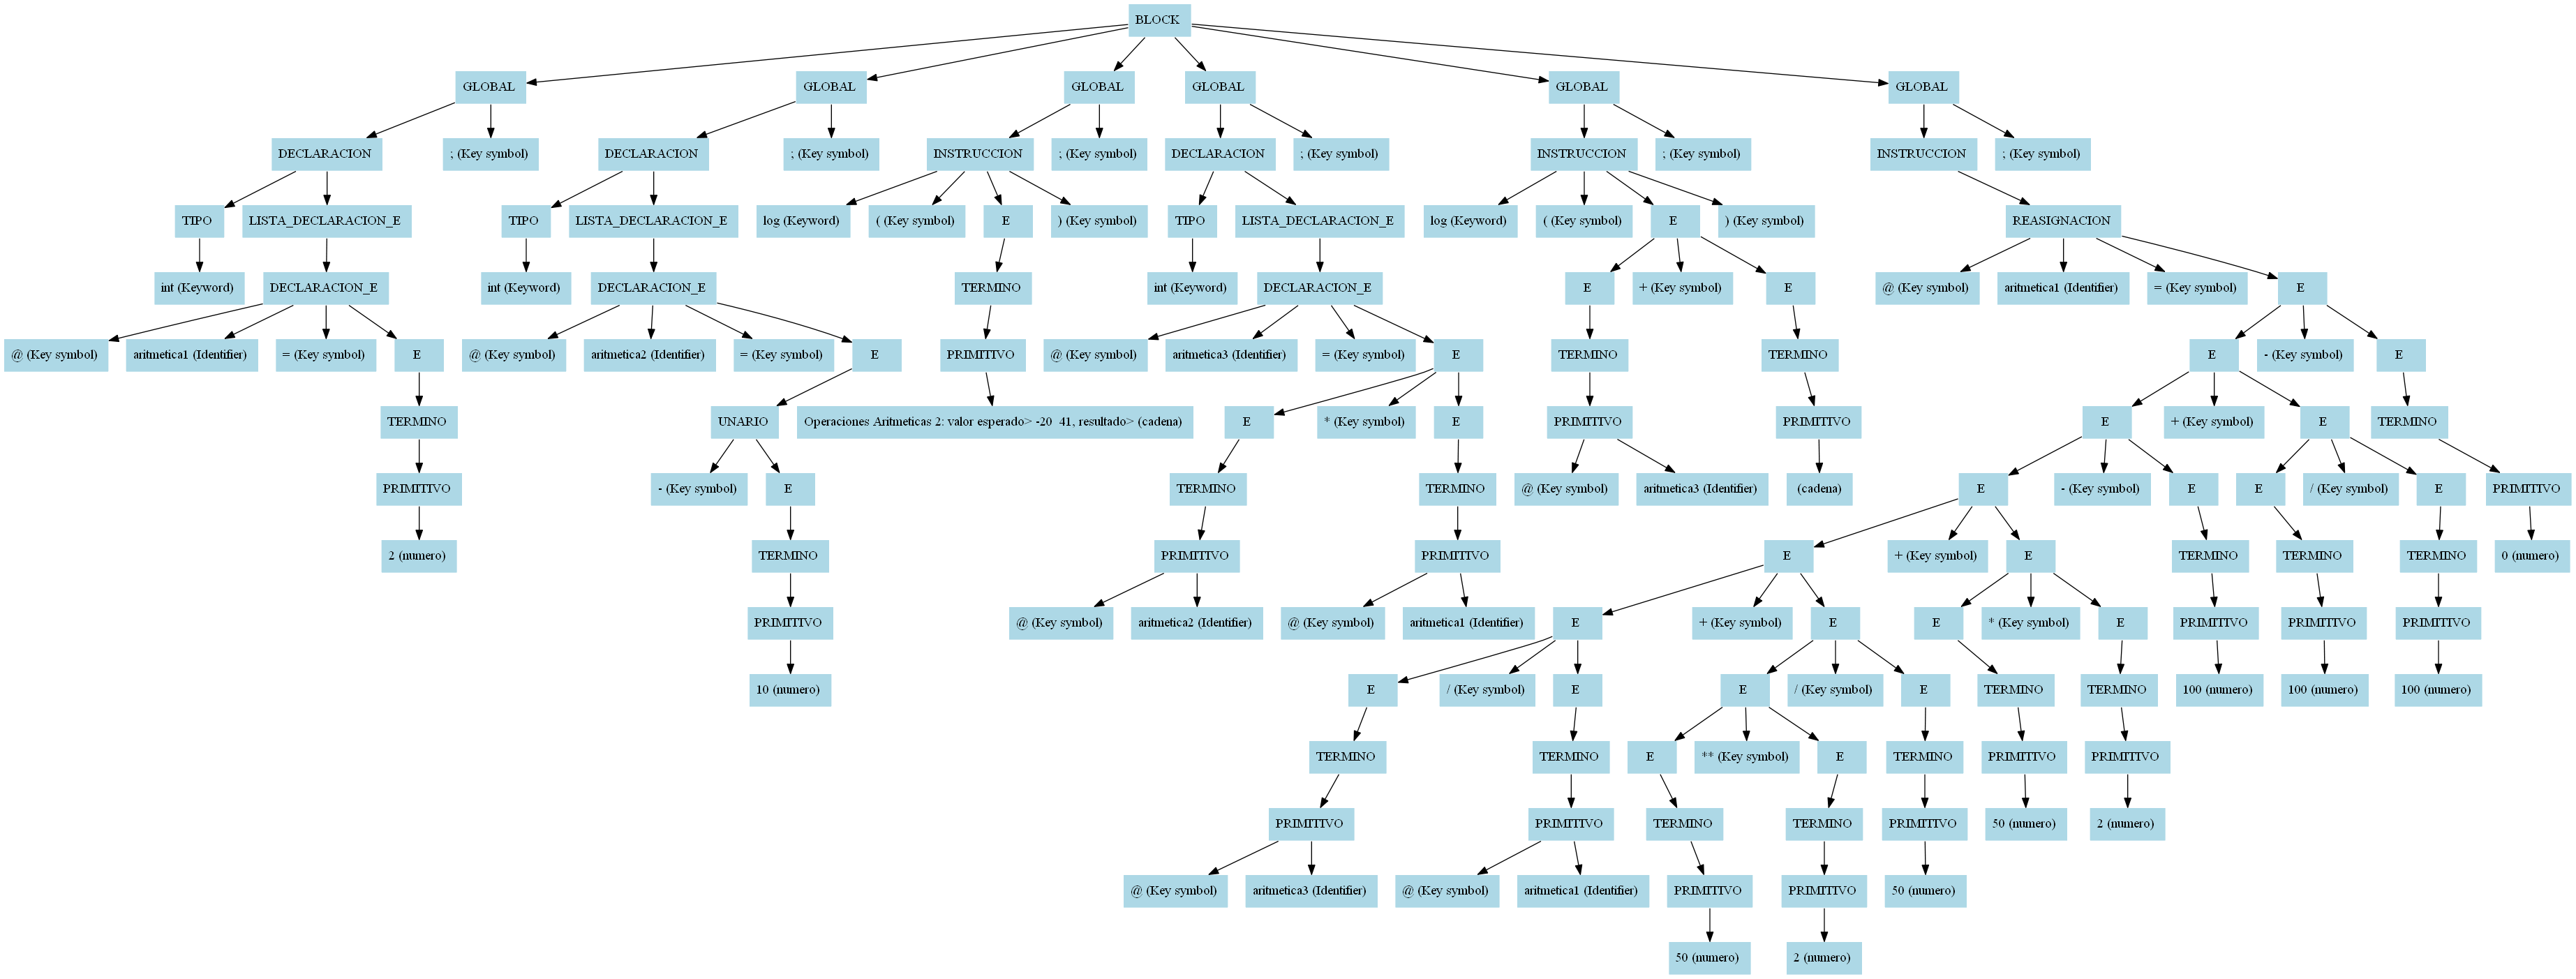 BLOCK
GLOBAL GLOBAL GLOBAL GLOBAL GLOBAL GLOBAL
DECLARACION ; (Key symbol) DECLARACION ; (Key symbol) INSTRUCCION ; (Key symbol) DECLARACION ; (Key symbol) INSTRUCCION ; (Key symbol) INSTRUCCION ; (Key symbol)
TIPO LISTA_DECLARACION_E TIPO LISTA_DECLARACION_E log (Keyword) ( (Key symbol) E ) (Key symbol) TIPO LISTA_DECLARACION_E log (Keyword) ( (Key symbol) E ) (Key symbol) REASIGNACION
int (Keyword) DECLARACION_E int (Keyword) DECLARACION_E TERMINO int (Keyword) DECLARACION_E E + (Key symbol) E @ (Key symbol) aritmetica1 (Identifier) = (Key symbol) E
@ (Key symbol) aritmetica1 (Identifier) = (Key symbol) E @ (Key symbol) aritmetica2 (Identifier) = (Key symbol) E PRIMITIVO @ (Key symbol) aritmetica3 (Identifier) = (Key symbol) E TERMINO TERMINO E - (Key symbol) E
TERMINO UNARIO Operaciones Aritmeticas 2: valor esperado> -20  41, resultado> (cadena) E * (Key symbol) E PRIMITIVO PRIMITIVO E + (Key symbol) E TERMINO
PRIMITIVO - (Key symbol) E TERMINO TERMINO @ (Key symbol) aritmetica3 (Identifier) (cadena) E - (Key symbol) E E / (Key symbol) E PRIMITIVO
2 (numero) TERMINO PRIMITIVO PRIMITIVO E + (Key symbol) E TERMINO TERMINO TERMINO 0 (numero)
PRIMITIVO @ (Key symbol) aritmetica2 (Identifier) @ (Key symbol) aritmetica1 (Identifier) E + (Key symbol) E E * (Key symbol) E PRIMITIVO PRIMITIVO PRIMITIVO
10 (numero) E / (Key symbol) E E / (Key symbol) E TERMINO TERMINO 100 (numero) 100 (numero) 100 (numero)
TERMINO TERMINO E ** (Key symbol) E TERMINO PRIMITIVO PRIMITIVO
PRIMITIVO PRIMITIVO TERMINO TERMINO PRIMITIVO 50 (numero) 2 (numero)
@ (Key symbol) aritmetica3 (Identifier) @ (Key symbol) aritmetica1 (Identifier) PRIMITIVO PRIMITIVO 50 (numero)
50 (numero) 2 (numero)